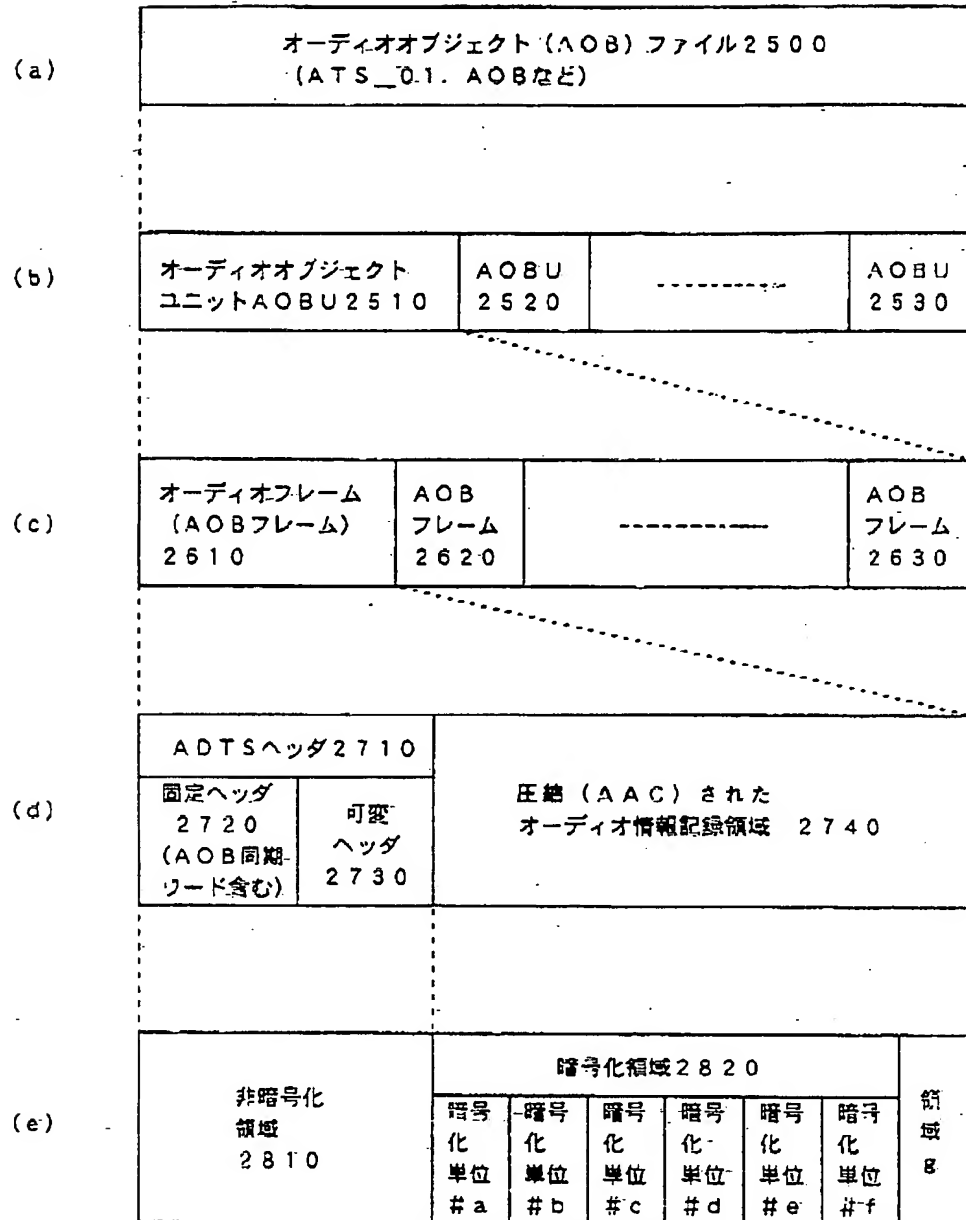 (a)
オーディオオブジェクト(AOB)ファイル2500
(ATS_01.AOBなど)
(b)
オーディオオブジェクト
ユニットAOBU2510
AOBU
2520
AOBU
2530
(c)
オーディオフレーム
(AOBフレーム)
2610
AOB
フレーム
2620
AOB
フレーム
2630
(d)
ADTSヘッダ2710
固定ヘッダ
2720
(AOB同期
ワード含む)
可変
ヘッダ
2730
圧縮(AAC)された
オーディオ情報記録領域 2740
(e)
非暗号化
領域
2810
暗号化領域2820
暗号
化
単位
#a
暗号
化
単位
#b
暗号
化
単位
#c
暗号
化
単位
#d
暗号
化
単位
#e
暗号
化
単位
#f
領
域
g